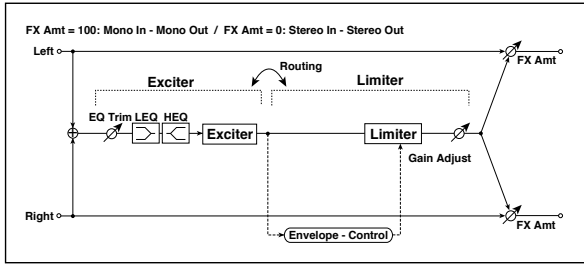 FX Amt = 100: Mono In - Mono Out / FX Amt = 0: Stereo In - Stereo Out
Left
FX Amt
Routing
Exciter
Limiter
EQ Trim LEQ HEQ
Exciter
Limiter
Gain Adjust
Right
FX Amt
Envelope - Control